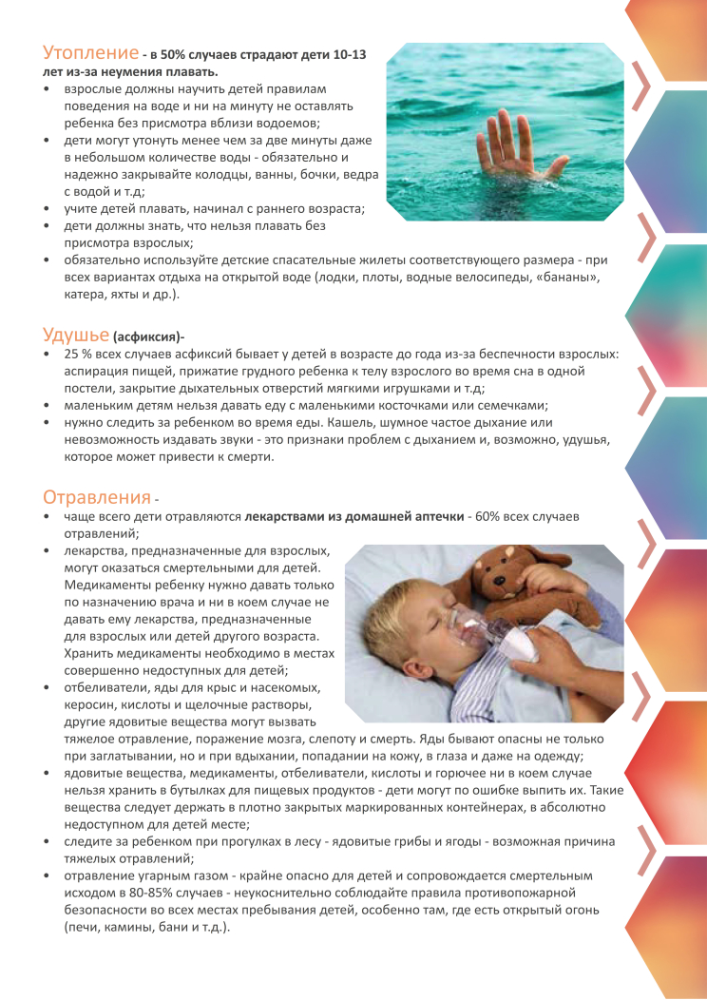 Утопление - в 50% случаев страдают дети 10-13
лет из-за неумения плавать.
• взрослые должны научить детей правилам
поведения на воде и ни на минуту не оставлять
ребенка без присмотра вблизи водоемов;
• дети могут утонуть менее чем за две минуты даже
в небольшом количестве воды - обязательно и
надежно закрывайте колодцы, ванны, бочки, ведра
с водой и т.д;
• учите детей плавать, начинал с раннего возраста;
• дети должны знать, что нельзя плавать без
присмотра взрослых;
• обязательно используйте детские спасательные жилеты соответствующего размера - при
всех вариантах отдыха на открытой воде (лодки, плоты, водные велосипеды, «бананы»,
катера, яхты и др.).
Удушье (асфиксия)-
• 25 % всех случаев асфиксий бывает у детей в возрасте до года из-за беспечности взрослых:
аспирация пищей, прижатие грудного ребенка к телу взрослого во время сна в одной
постели, закрытие дыхательных отверстий мягкими игрушками и т.д;
• маленьким детям нельзя давать еду с маленькими косточками или семечками;
• нужно следить за ребенком во время еды. Кашель, шумное частое дыхание или
невозможность издавать звуки - это признаки проблем с дыханием и, возможно, удушья,
которое может привести к смерти.
Отравления -
• чаще всего дети отравляются лекарствами из домашней аптечки - 60% всех случаев
отравлений;
• лекарства, предназначенные для взрослых,
могут оказаться смертельными для детей.
Медикаменты ребенку нужно давать только
по назначению врача и ни в коем случае не
давать ему лекарства, предназначенные
для взрослых или детей другого возраста.
Хранить медикаменты необходимо в местах
совершенно недоступных для детей;
• отбеливатели, яды для крыс и насекомых,
керосин, кислоты и щелочные растворы,
другие ядовитые вещества могут вызвать
тяжелое отравление, поражение мозга, слепоту и смерть. Яды бывают опасны не только
при заглатывании, но и при вдыхании, попадании на кожу, в глаза и даже на одежду;
• ядовитые вещества, медикаменты, отбеливатели, кислоты и горючее ни в коем случае
нельзя хранить в бутылках для пищевых продуктов - дети могут по ошибке выпить их. Такие
вещества следует держать в плотно закрытых маркированных контейнерах, в абсолютно
недоступном для детей месте;
• следите за ребенком при прогулках в лесу - ядовитые грибы и ягоды - возможная причина
тяжелых отравлений;
• отравление угарным газом - крайне опасно для детей и сопровождается смертельным
исходом в 80-85% случаев - неукоснительно соблюдайте правила противопожарной
безопасности во всех местах пребывания детей, особенно там, где есть открытый огонь
(печи, камины, бани и т.д.).